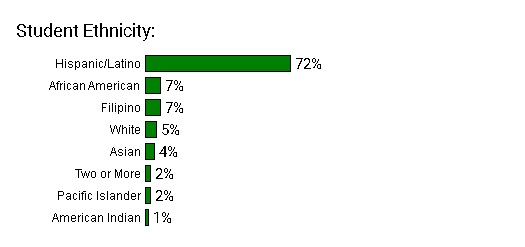 Student Ethnicity:
Hispanic/Latino 72%
African American 7%
Filipino 7%
White 5%
Asian 4%
Two or More 2%
Pacific Islander 2%
American Indian 1%